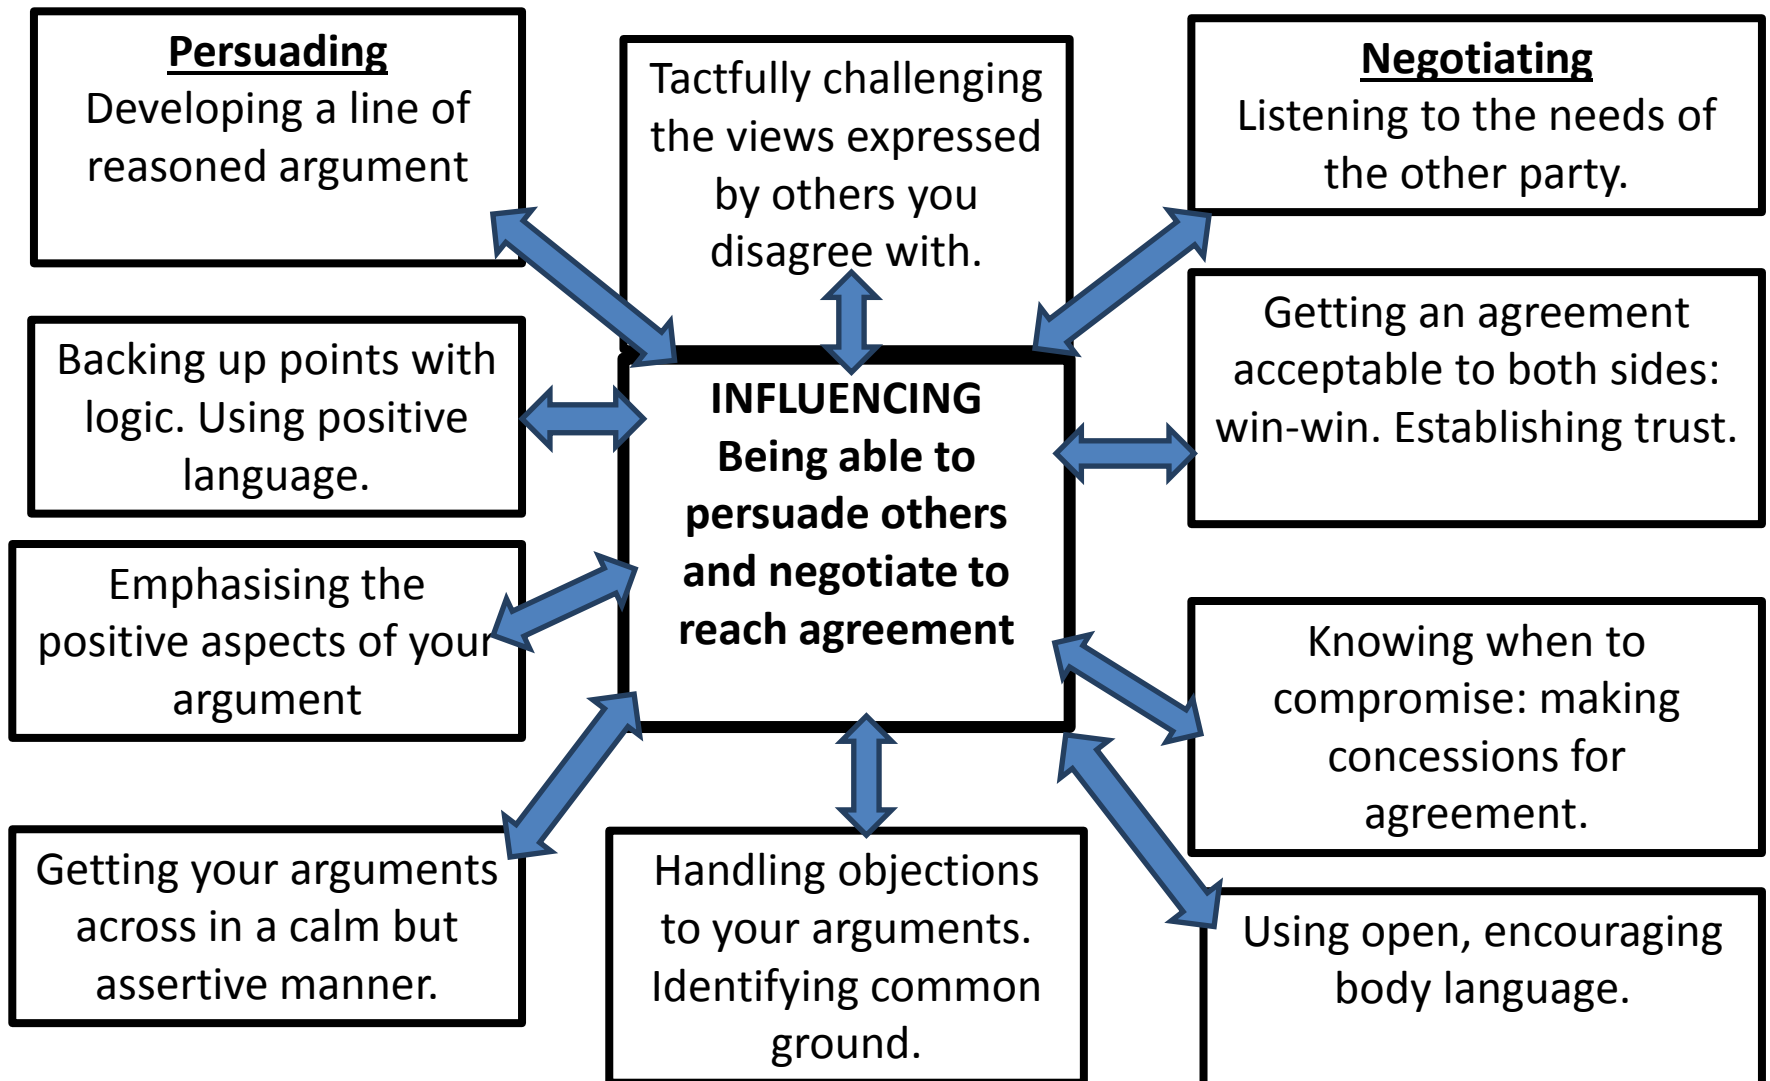 Persuading
Developing a line of
reasoned argument
Backing up points with
logic. Using positive
language.
Emphasising the
positive aspects of your
argument
Getting your arguments
across in a calm but
assertive manner.
Tactfully challenging
the views expressed
by others you
disagree with.
INFLUENCING
Being able to
persuade others
and negotiate to
reach agreement
Handling objections
to your arguments.
Identifying common
ground.
Negotiating
Listening to the needs of
the other party.
Getting an agreement
acceptable to both sides:
win-win. Establishing trust.
Knowing when to
compromise: making
concessions for
agreement.
Using open, encouraging
body language.